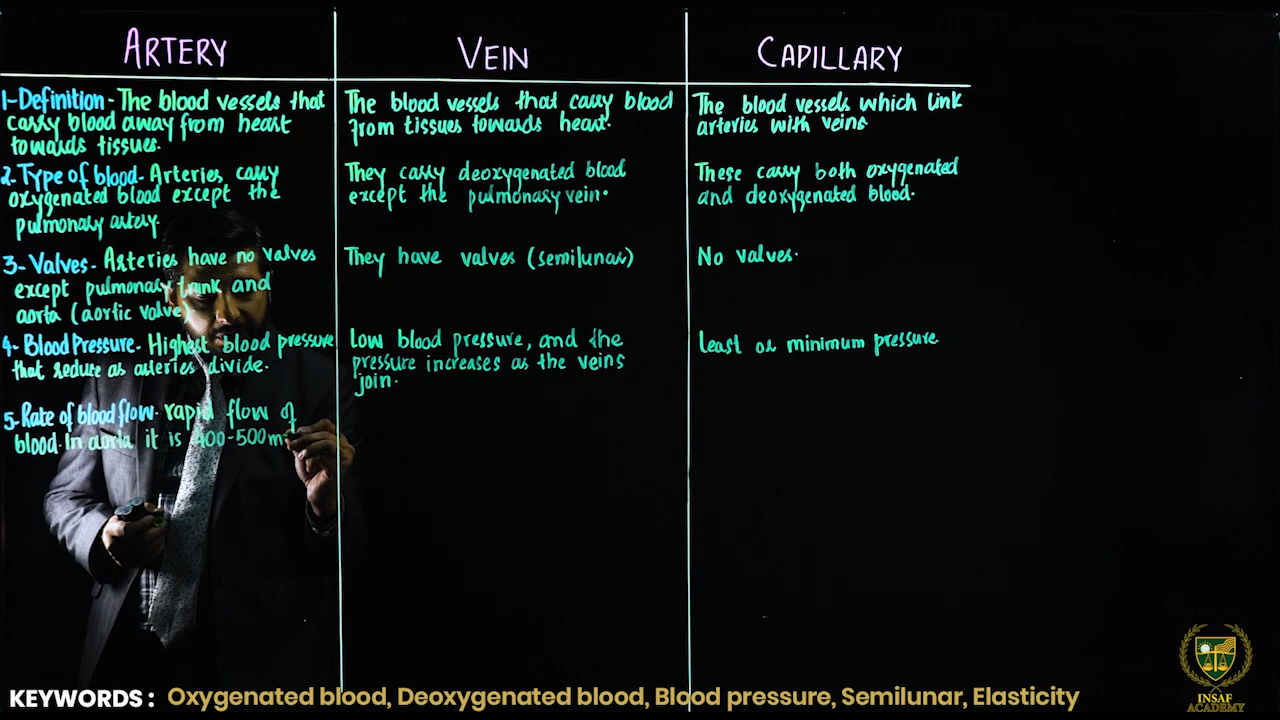 ARTERY
VEIN
CAPILLARY
1-Definition - The blood vessels that
carry blood away from heart
towards tissues.
The blood vessels that carry blood
from tissues towards heart.
The blood vessels which link
arteries with veins
2-Type of blood - Arteries carry
oxygenated blood except the
pulmonary artery.
They carry deoxygenated blood
except the pulmonary vein.
These carry both oxygenated
and deoxygenated blood.
3- Valves - Arteries have no valves
except pulmonary trunk and
aorta (aortic valve)
They have valves (semilunar)
No valves.
4- Blood Pressure - Highest blood pressure
that reduce as arteries divide.
Low blood pressure, and the
pressure increases as the veins
join.
Least or minimum pressure.
5-Rate of blood flow - rapid flow of
blood. In aorta it is 400-500m
KEYWORDS : Oxygenated blood, Deoxygenated blood, Blood pressure, Semilunar, Elasticity
INSAF
ACADEMY